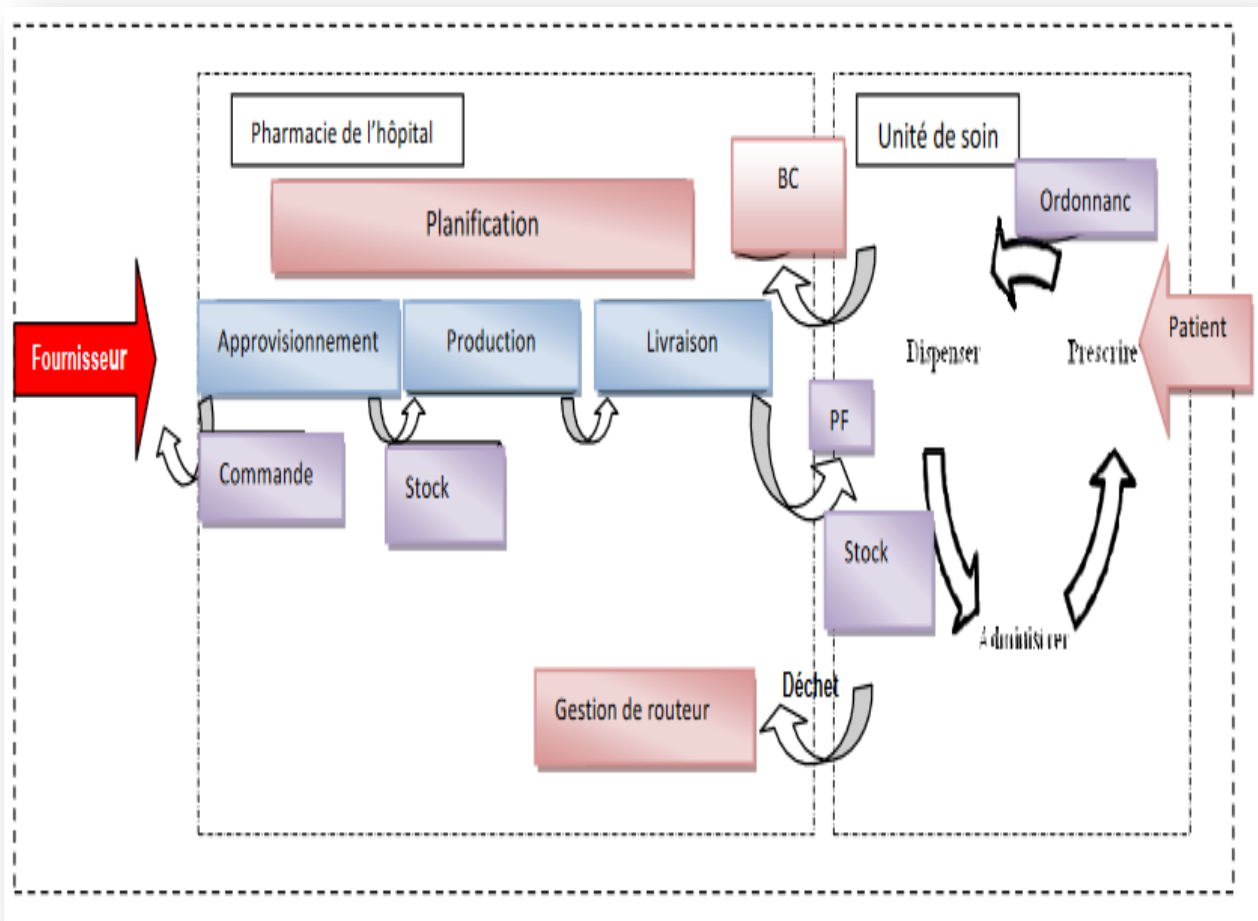 Pharmacie de l'hôpital
Unité de soin
BC
Ordonnanc
Planification
Fournisseur
Approvisionnement
Production
Livraison
Patient
Dispenser
Prescrire
PF
Commande
Stock
Stock
Administrer
Déchet
Gestion de routeur